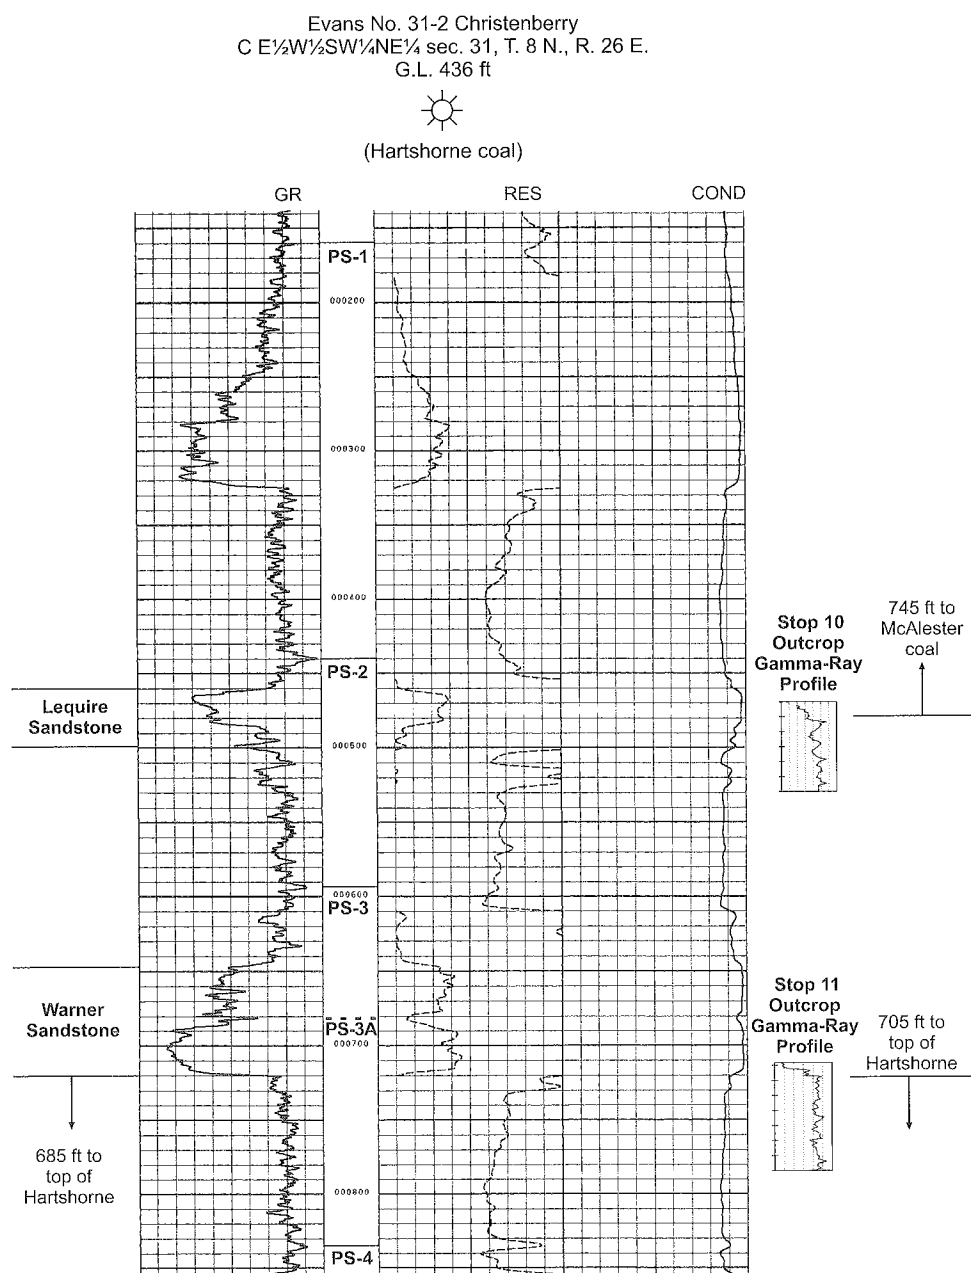 Evans No. 31-2 Christenberry
C E½W½SW¼NE¼ sec. 31, T. 8 N., R. 26 E.
G.L. 436 ft
(Hartshorne coal)
GR
RES
COND
PS-1
000200
000300
000400
Stop 10
Outcrop
Gamma-Ray
Profile
745 ft to
McAlester
coal
PS-2
Lequire
Sandstone
000500
000600
PS-3
Warner
Sandstone
PS-3A
000700
Stop 11
Outcrop
Gamma-Ray
Profile
705 ft to
top of
Hartshorne
685 ft to
top of
Hartshorne
000800
PS-4